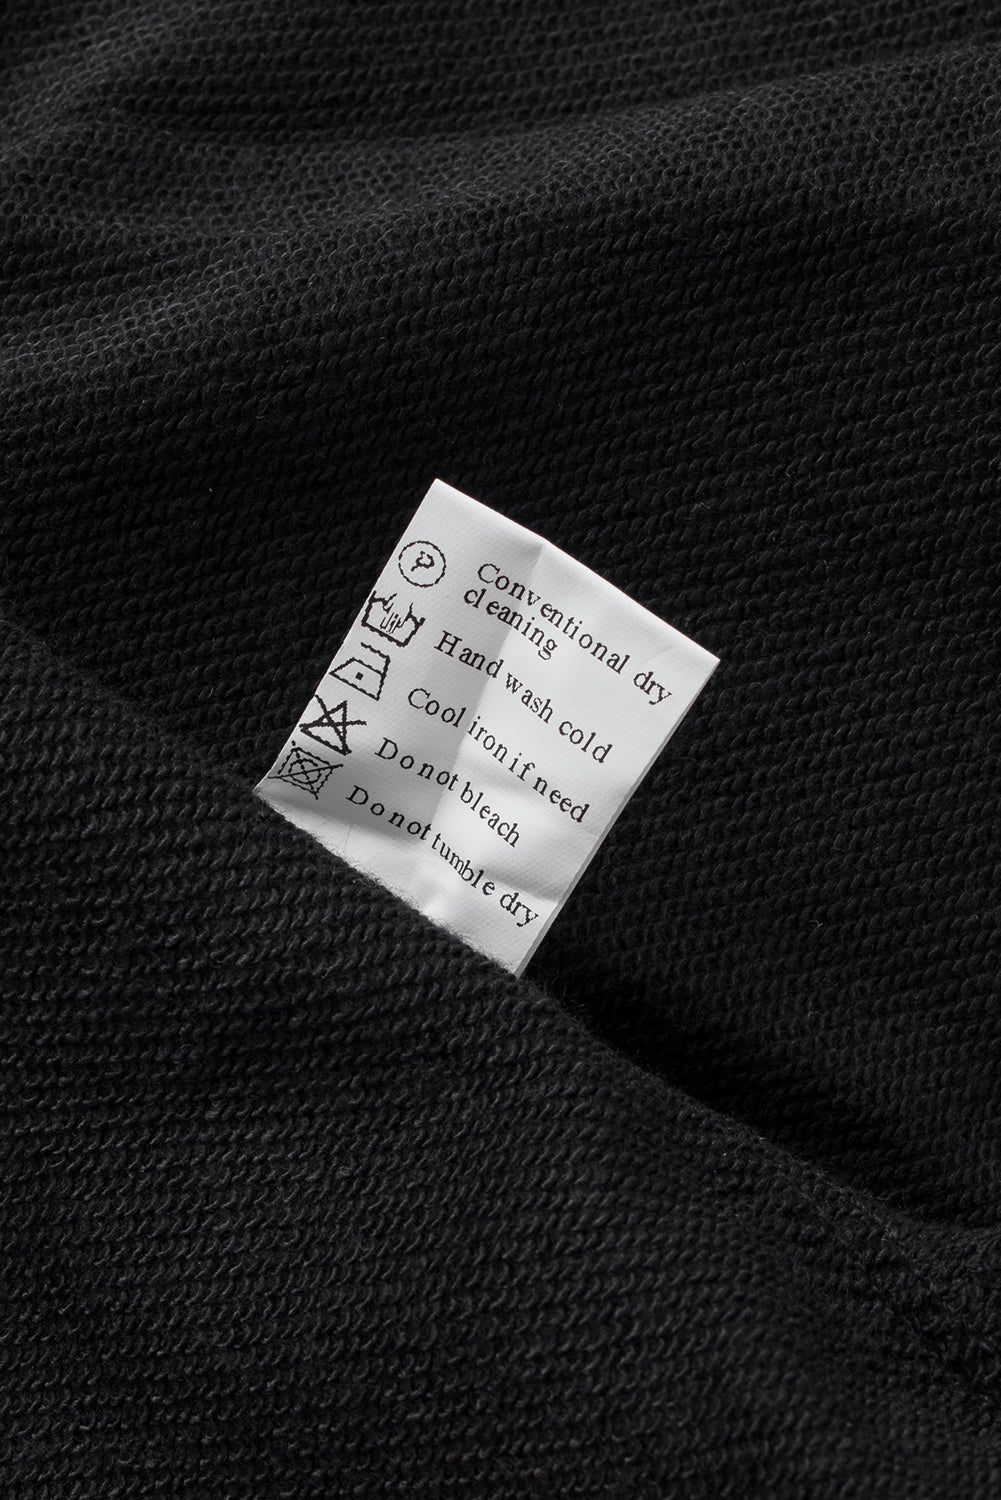 P
Conventional dry
cleaning
Hand wash cold
Cool iron if need
Do not bleach
Do not tumble dry